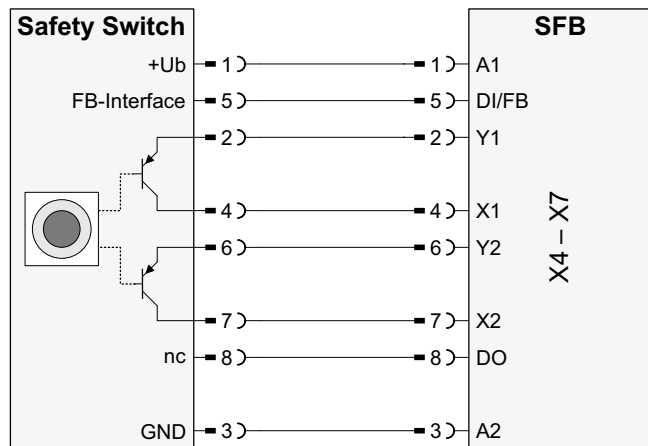 Safety Switch SFB
+Ub 1 1 A1
FB-Interface 5 5 DI/FB
2 2 Y1
4 4 X1
6 6 Y2
7 7 X2
nc 8 8 DO
GND 3 3 A2
X4 – X7